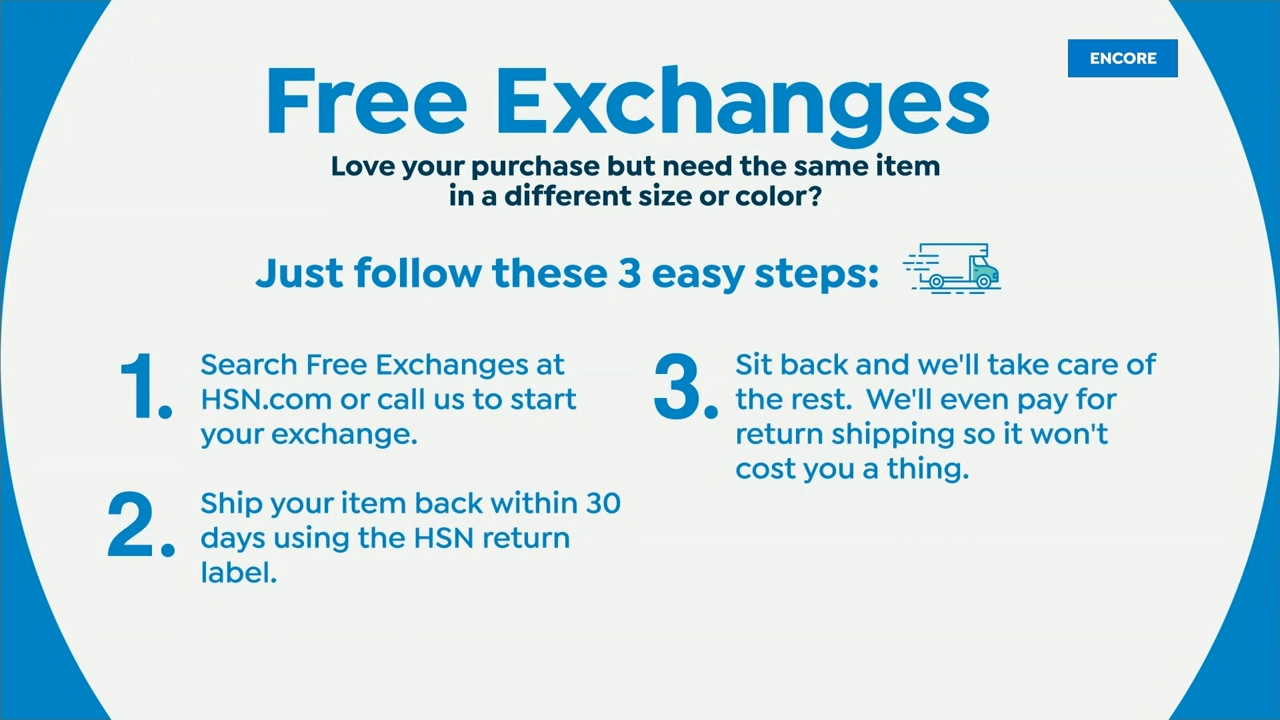 ENCORE
Free Exchanges
Love your purchase but need the same item
in a different size or color?
Just follow these 3 easy steps:
1. Search Free Exchanges at
HSN.com or call us to start
your exchange.
2. Ship your item back within 30
days using the HSN return
label.
3. Sit back and we'll take care of
the rest.  We'll even pay for
return shipping so it won't
cost you a thing.